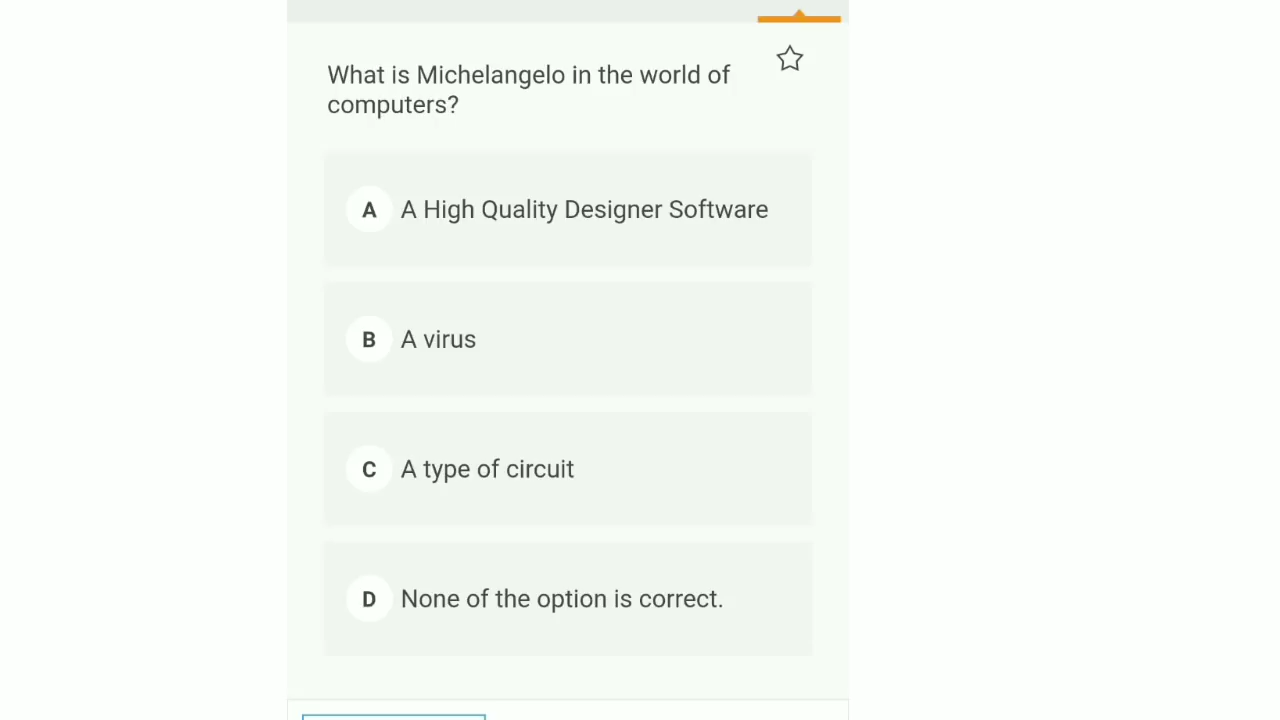 What is Michelangelo in the world of
computers?
A A High Quality Designer Software
B A virus
C A type of circuit
D None of the option is correct.